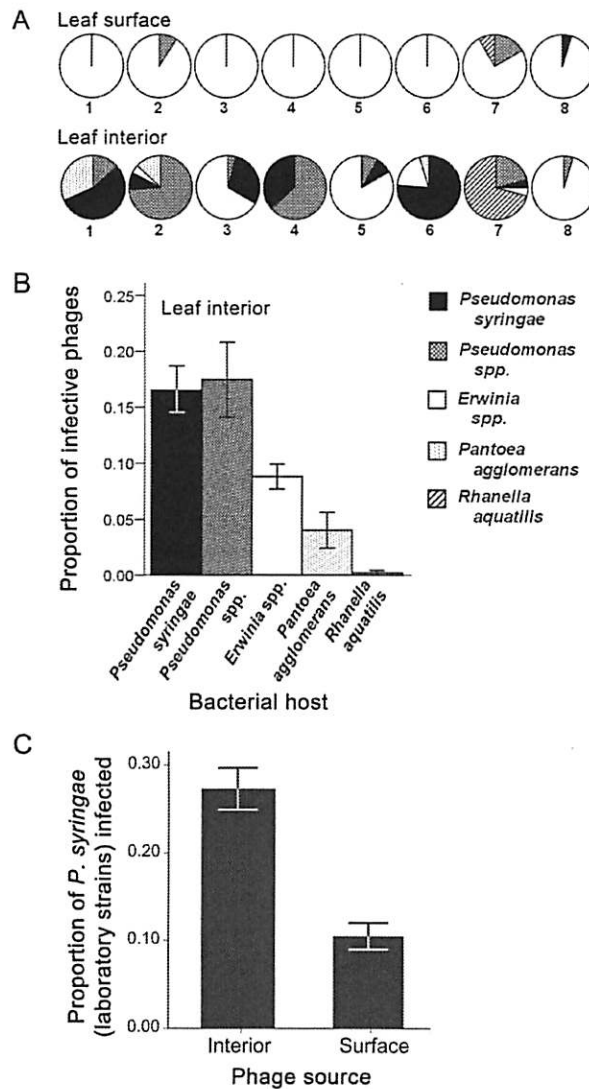 A
Leaf surface
1 2 3 4 5 6 7 8
Leaf interior
1 2 3 4 5 6 7 8
B
Leaf interior
Proportion of infective phages
0.25
0.20
0.15
0.10
0.05
0.00
Pseudomonas
syringae
Pseudomonas
spp.
Erwinia spp.
Pantoea
agglomerans
Rhanella
aquatilis
Bacterial host
Pseudomonas
syringae
Pseudomonas
spp.
Erwinia
spp.
Pantoea
agglomerans
Rhanella
aquatilis
C
Proportion of P. syringae
(laboratory strains) infected
0.30
0.20
0.10
0.00
Interior Surface
Phage source